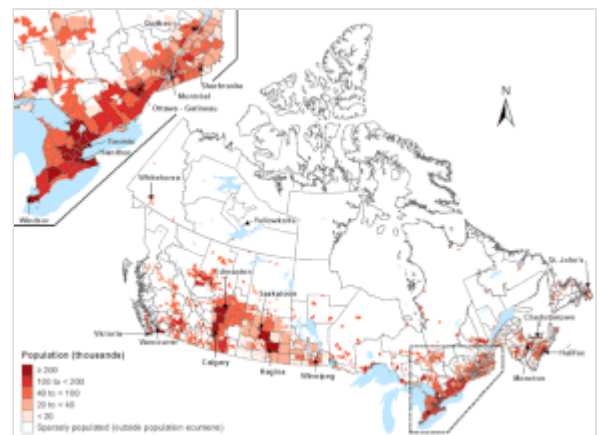 Québec
Sherbrooke
Montréal
Ottawa - Gatineau
Toronto
Hamilton
Windsor
N
Whitehorse
Yellowknife
Edmonton
Saskatoon
St. John's
Charlottetown
Victoria
Vancouver
Halifax
Calgary
Regina
Winnipeg
Moncton
Population (thousands)
≥ 200
100 to < 200
40 to < 100
20 to < 40
< 20
Sparsely populated (outside population ecumene)